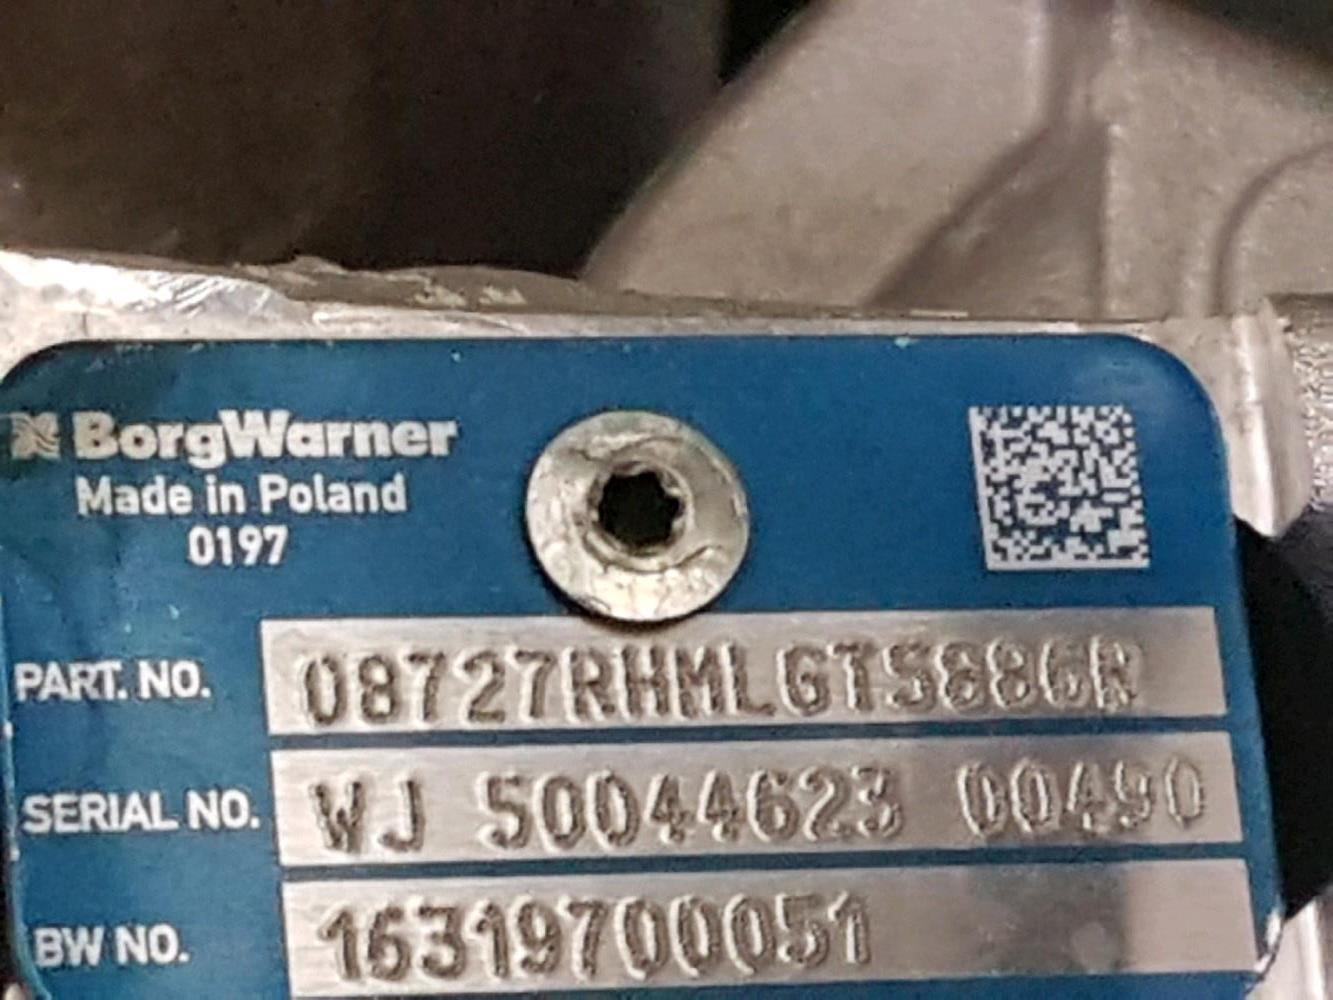 BorgWarner
Made in Poland
0197
PART. NO. 08727RHMLGTS886R
SERIAL NO. WJ 50044623 00490
BW NO. 16319700051